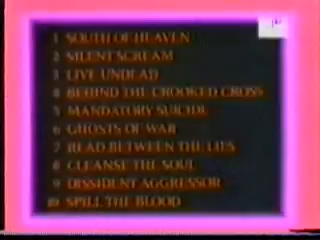 1 SOUTH OF HEAVEN
2 SILENT SCREAM
3 LIVE UNDEAD
4 BEHIND THE CROOKED CROSS
5 MANDATORY SUICIDE
6 GHOSTS OF WAR
7 READ BETWEEN THE LIES
8 CLEANSE THE SOUL
9 DISSIDENT AGGRESSOR
10 SPILL THE BLOOD